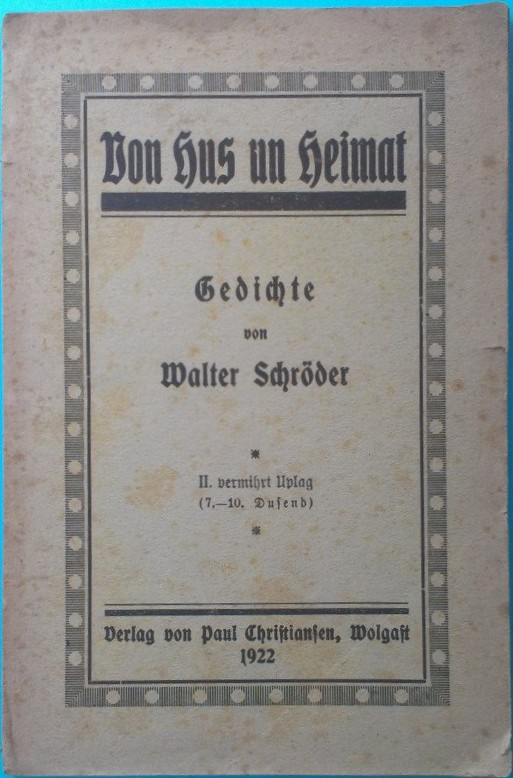 Von Hus un Heimat
Gedichte
von
Walter Schröder
II. vermihrt Uplag
(7.—10. Dusend)
Verlag von Paul Christiansen, Wolgast
1922